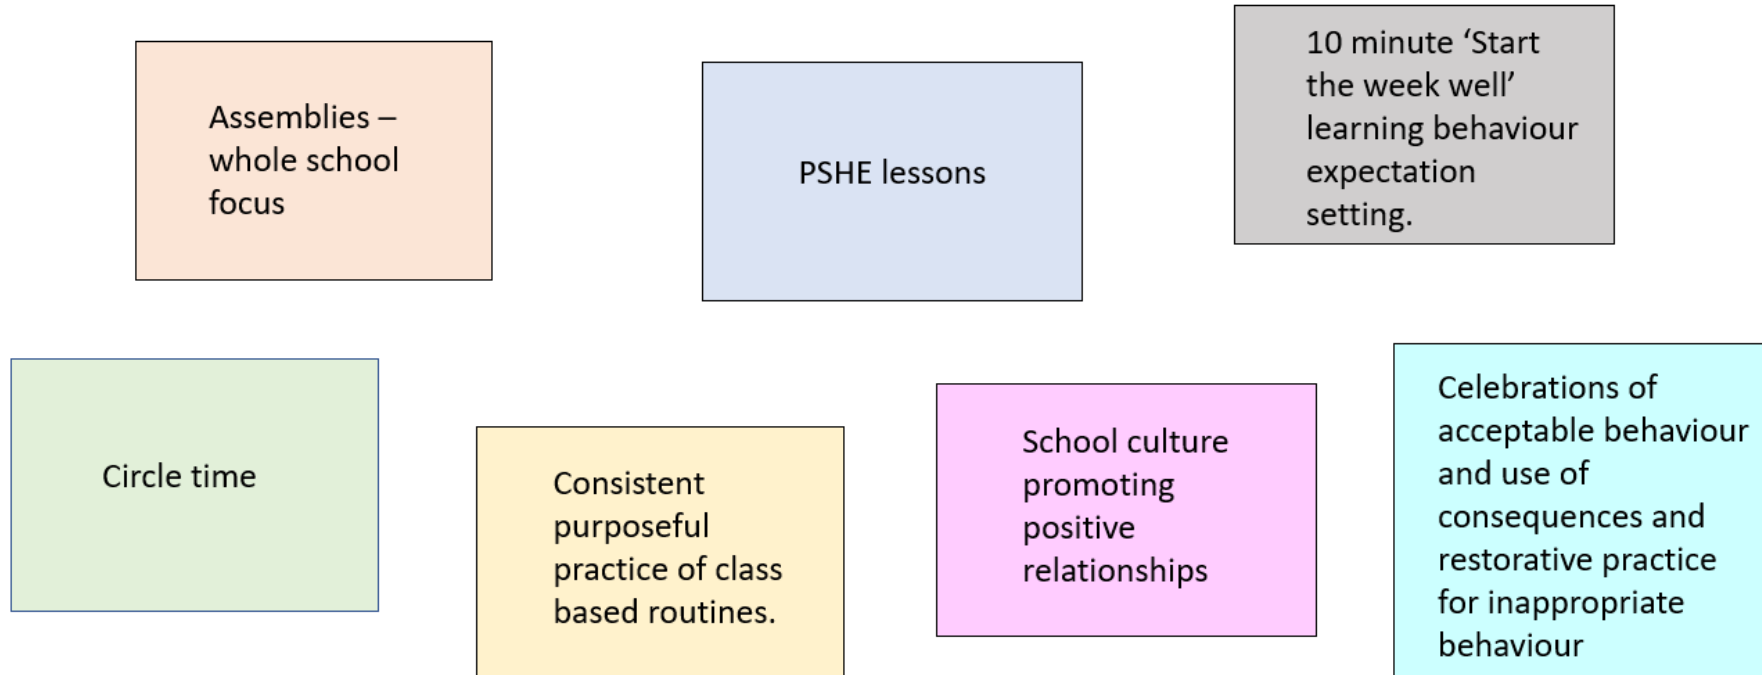 Assemblies –
whole school
focus
PSHE lessons
10 minute ‘Start
the week well’
learning behaviour
expectation
setting.
Circle time
Consistent
purposeful
practice of class
based routines.
School culture
promoting
positive
relationships
Celebrations of
acceptable behaviour
and use of
consequences and
restorative practice
for inappropriate
behaviour